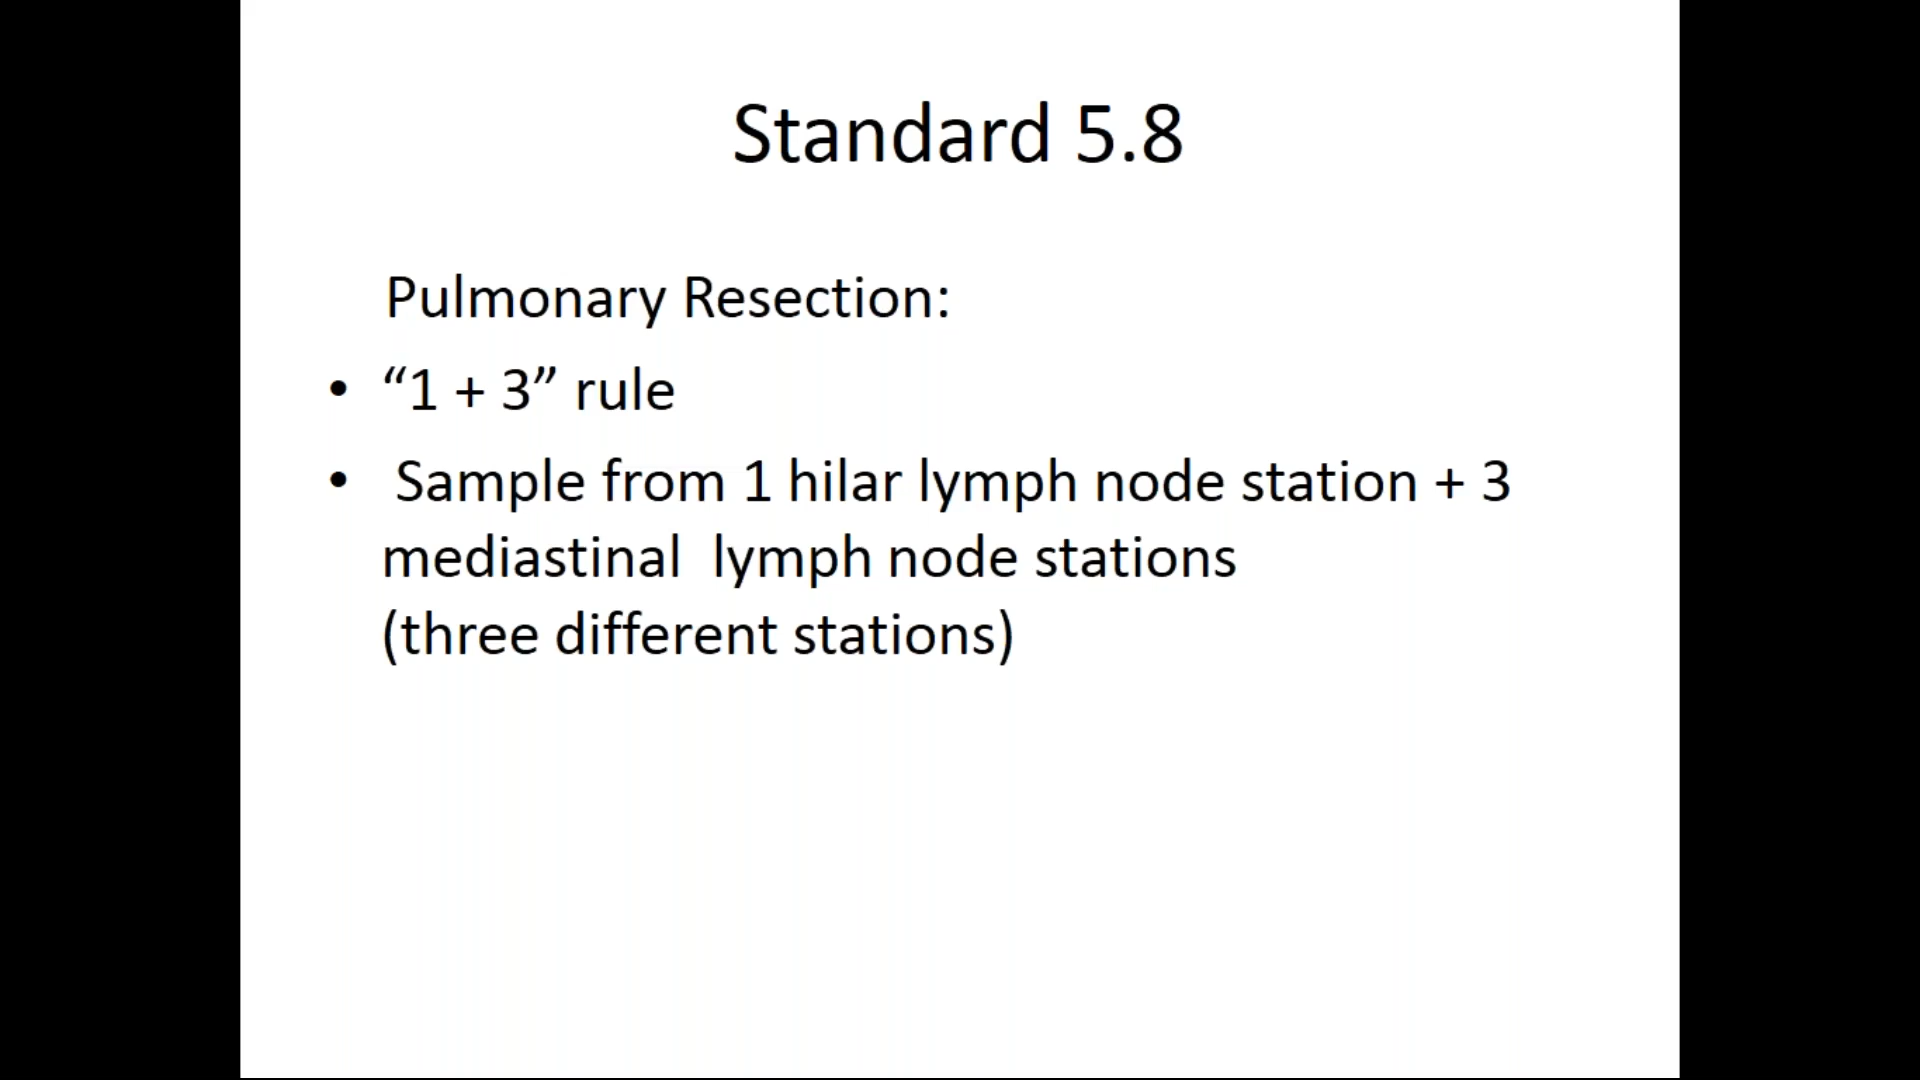 Standard 5.8
Pulmonary Resection:
• “1 + 3” rule
• Sample from 1 hilar lymph node station + 3
mediastinal lymph node stations
(three different stations)